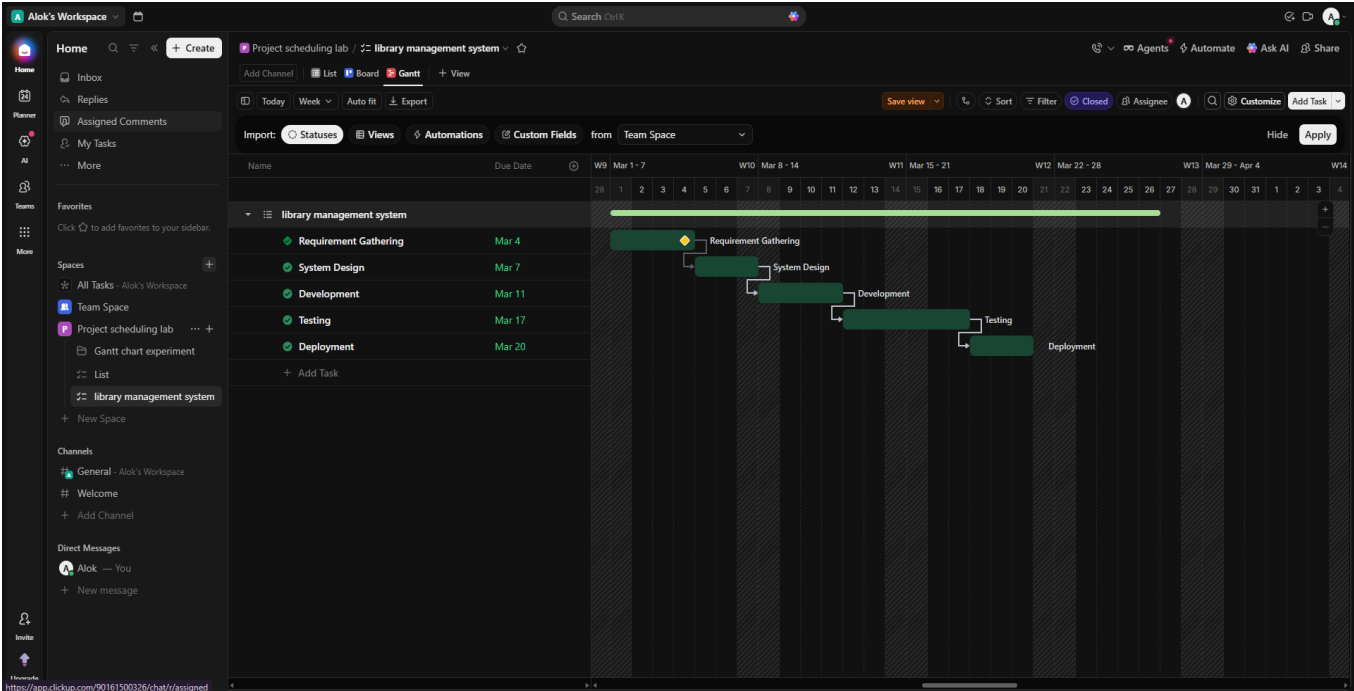 A Alok's Workspace
Search Ctrl K
A
Home
Planner
AI
Teams
More
Invite
Upgrade
24
Home
Create
Inbox
Replies
Assigned Comments
My Tasks
More
Favorites
Click to add favorites to your sidebar.
Spaces
All Tasks - Alok's Workspace
Team Space
P Project scheduling lab
Gantt chart experiment
List
library management system
New Space
Channels
General - Alok's Workspace
Welcome
Add Channel
Direct Messages
A Alok — You
New message
https://app.clickup.com/90161500326/chat/r/assigned
P Project scheduling lab / library management system
Agents Automate Ask AI Share
Add Channel List Board Gantt + View
Today Week Auto fit Export
Save view Sort Filter Closed Assignee A Customize Add Task
Import: Statuses Views Automations Custom Fields from Team Space
Hide Apply
Name Due Date
W9 Mar 1 - 7 W10 Mar 8 - 14 W11 Mar 15 - 21 W12 Mar 22 - 28 W13 Mar 29 - Apr 4 W14
28 1 2 3 4 5 6 7 8 9 10 11 12 13 14 15 16 17 18 19 20 21 22 23 24 25 26 27 28 29 30 31 1 2 3 4
library management system
Requirement Gathering Mar 4 Requirement Gathering
System Design Mar 7 System Design
Development Mar 11 Development
Testing Mar 17 Testing
Deployment Mar 20 Deployment
+ Add Task